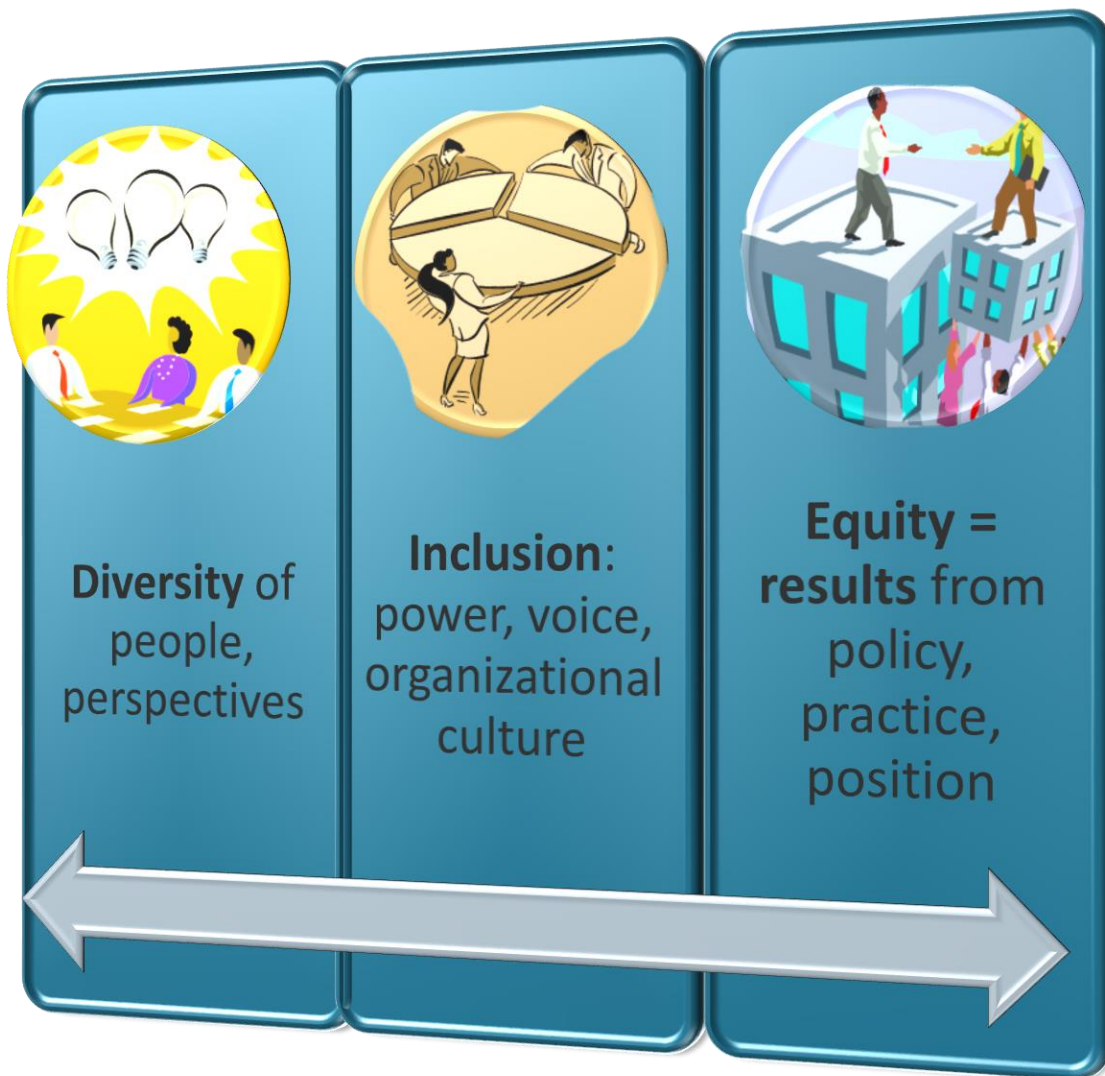 Diversity of
people,
perspectives
Inclusion:
power, voice,
organizational
culture
Equity =
results from
policy,
practice,
position